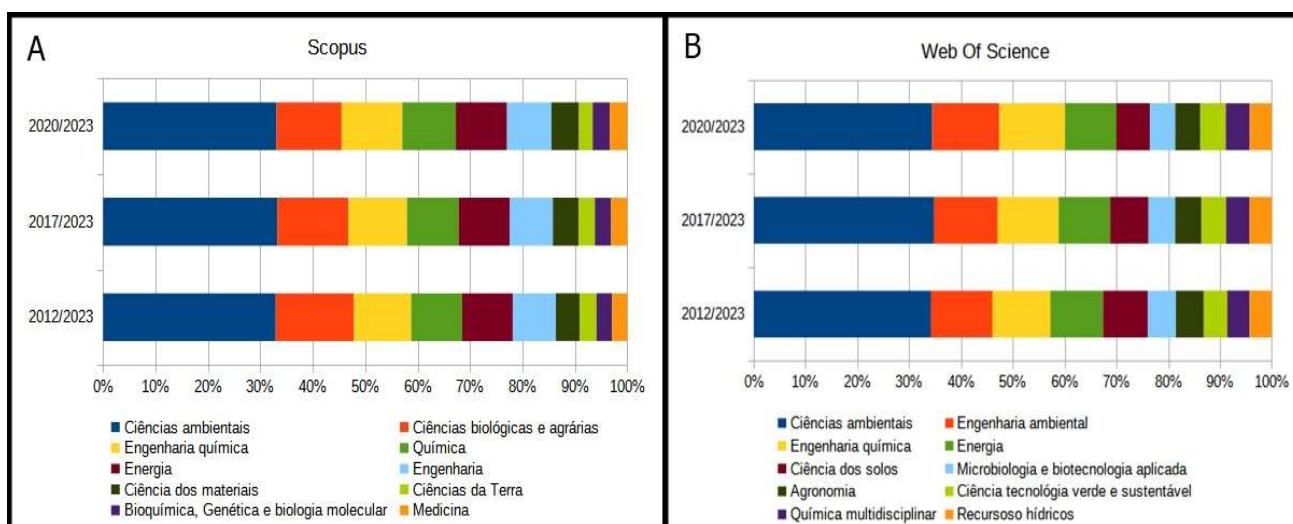 A
Scopus
2020/2023
2017/2023
2012/2023
0% 10% 20% 30% 40% 50% 60% 70% 80% 90% 100%
Ciências ambientais Ciências biológicas e agrárias
Engenharia química Química
Energia Engenharia
Ciência dos materiais Ciências da Terra
Bioquímica, Genética e biologia molecular Medicina
B
Web Of Science
2020/2023
2017/2023
2012/2023
0% 10% 20% 30% 40% 50% 60% 70% 80% 90% 100%
Ciências ambientais Engenharia ambiental
Engenharia química Energia
Ciência dos solos Microbiologia e biotecnologia aplicada
Agronomia Ciência tecnológia verde e sustentável
Química multidisciplinar Recursoso hídricos